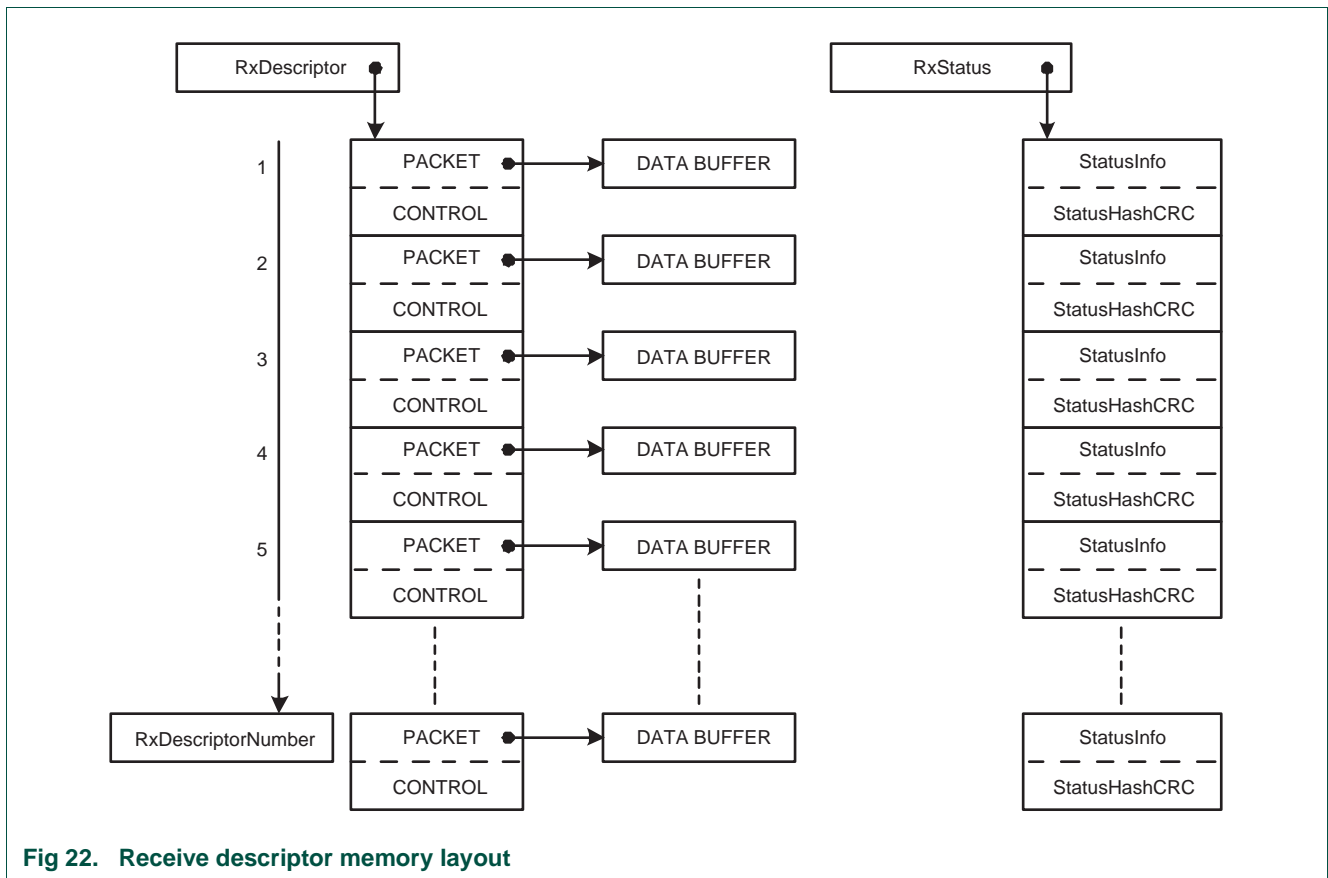 RxDescriptor
RxStatus
1
PACKET
DATA BUFFER
StatusInfo
CONTROL
StatusHashCRC
2
PACKET
DATA BUFFER
StatusInfo
CONTROL
StatusHashCRC
3
PACKET
DATA BUFFER
StatusInfo
CONTROL
StatusHashCRC
4
PACKET
DATA BUFFER
StatusInfo
CONTROL
StatusHashCRC
5
PACKET
DATA BUFFER
StatusInfo
CONTROL
StatusHashCRC
RxDescriptorNumber
PACKET
DATA BUFFER
StatusInfo
CONTROL
StatusHashCRC
Fig 22. Receive descriptor memory layout